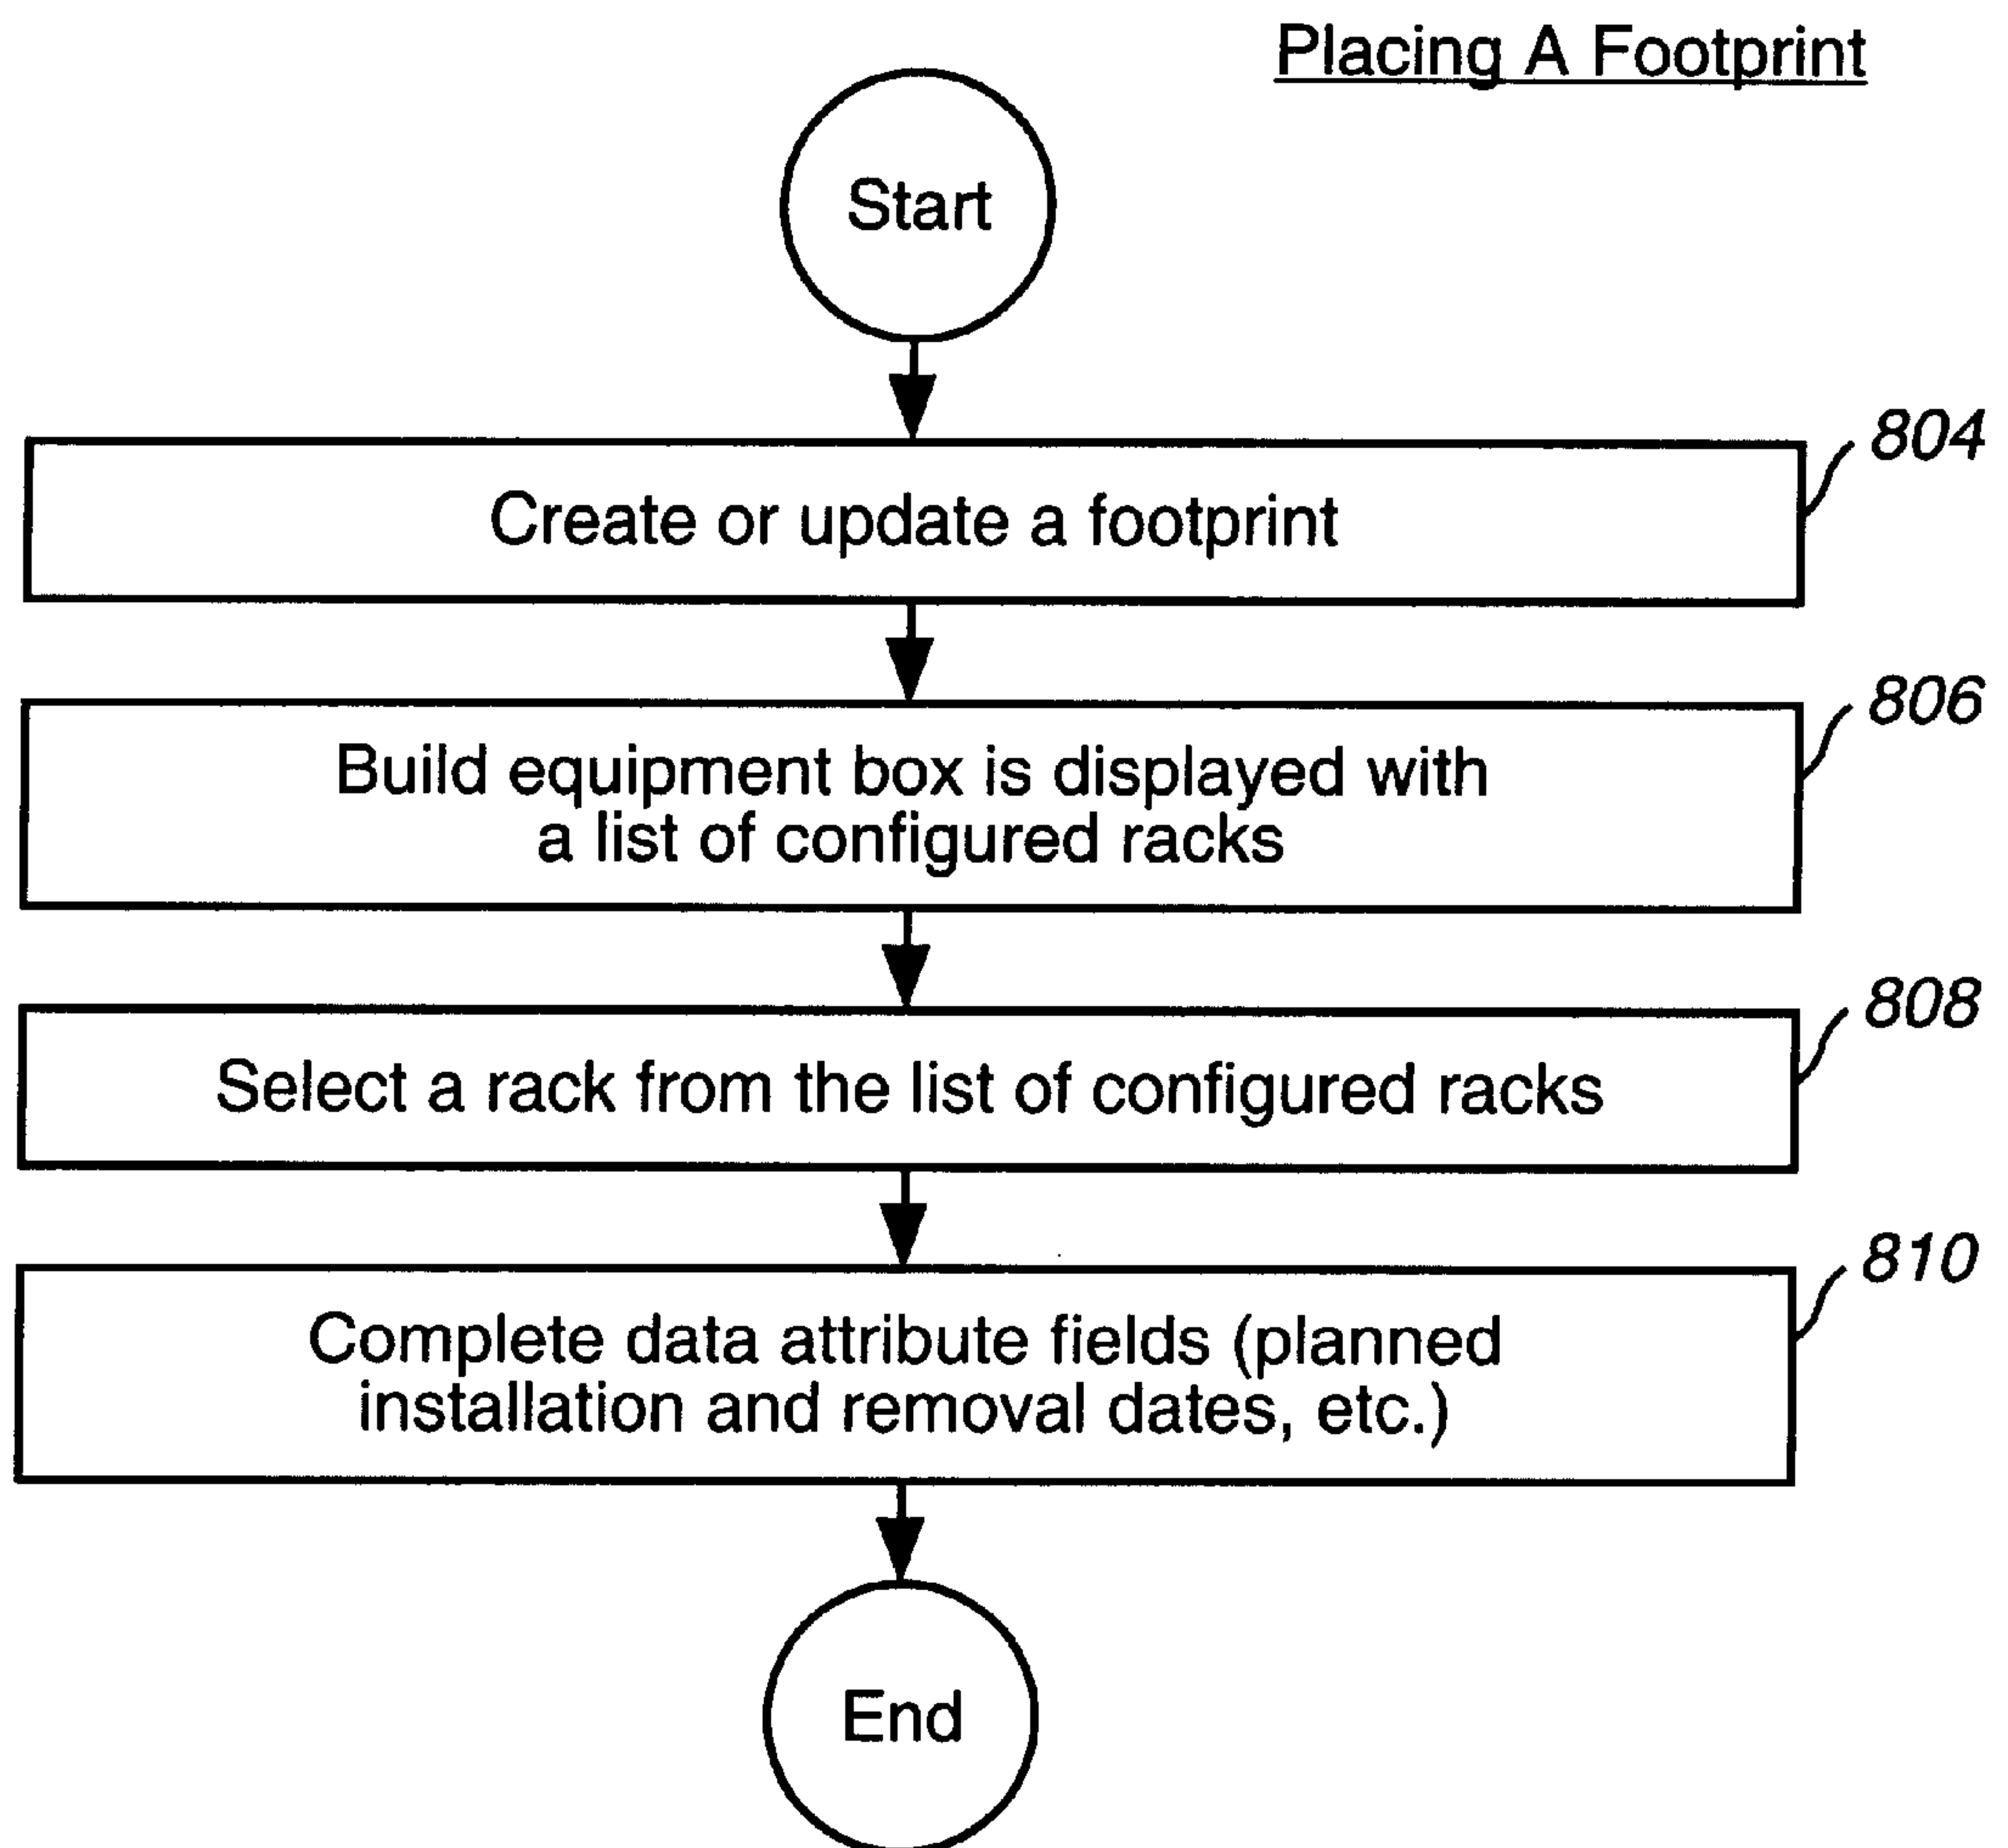 Placing A Footprint
Start
804
Create or update a footprint
806
Build equipment box is displayed with
a list of configured racks
808
Select a rack from the list of configured racks
810
Complete data attribute fields (planned
installation and removal dates, etc.)
End